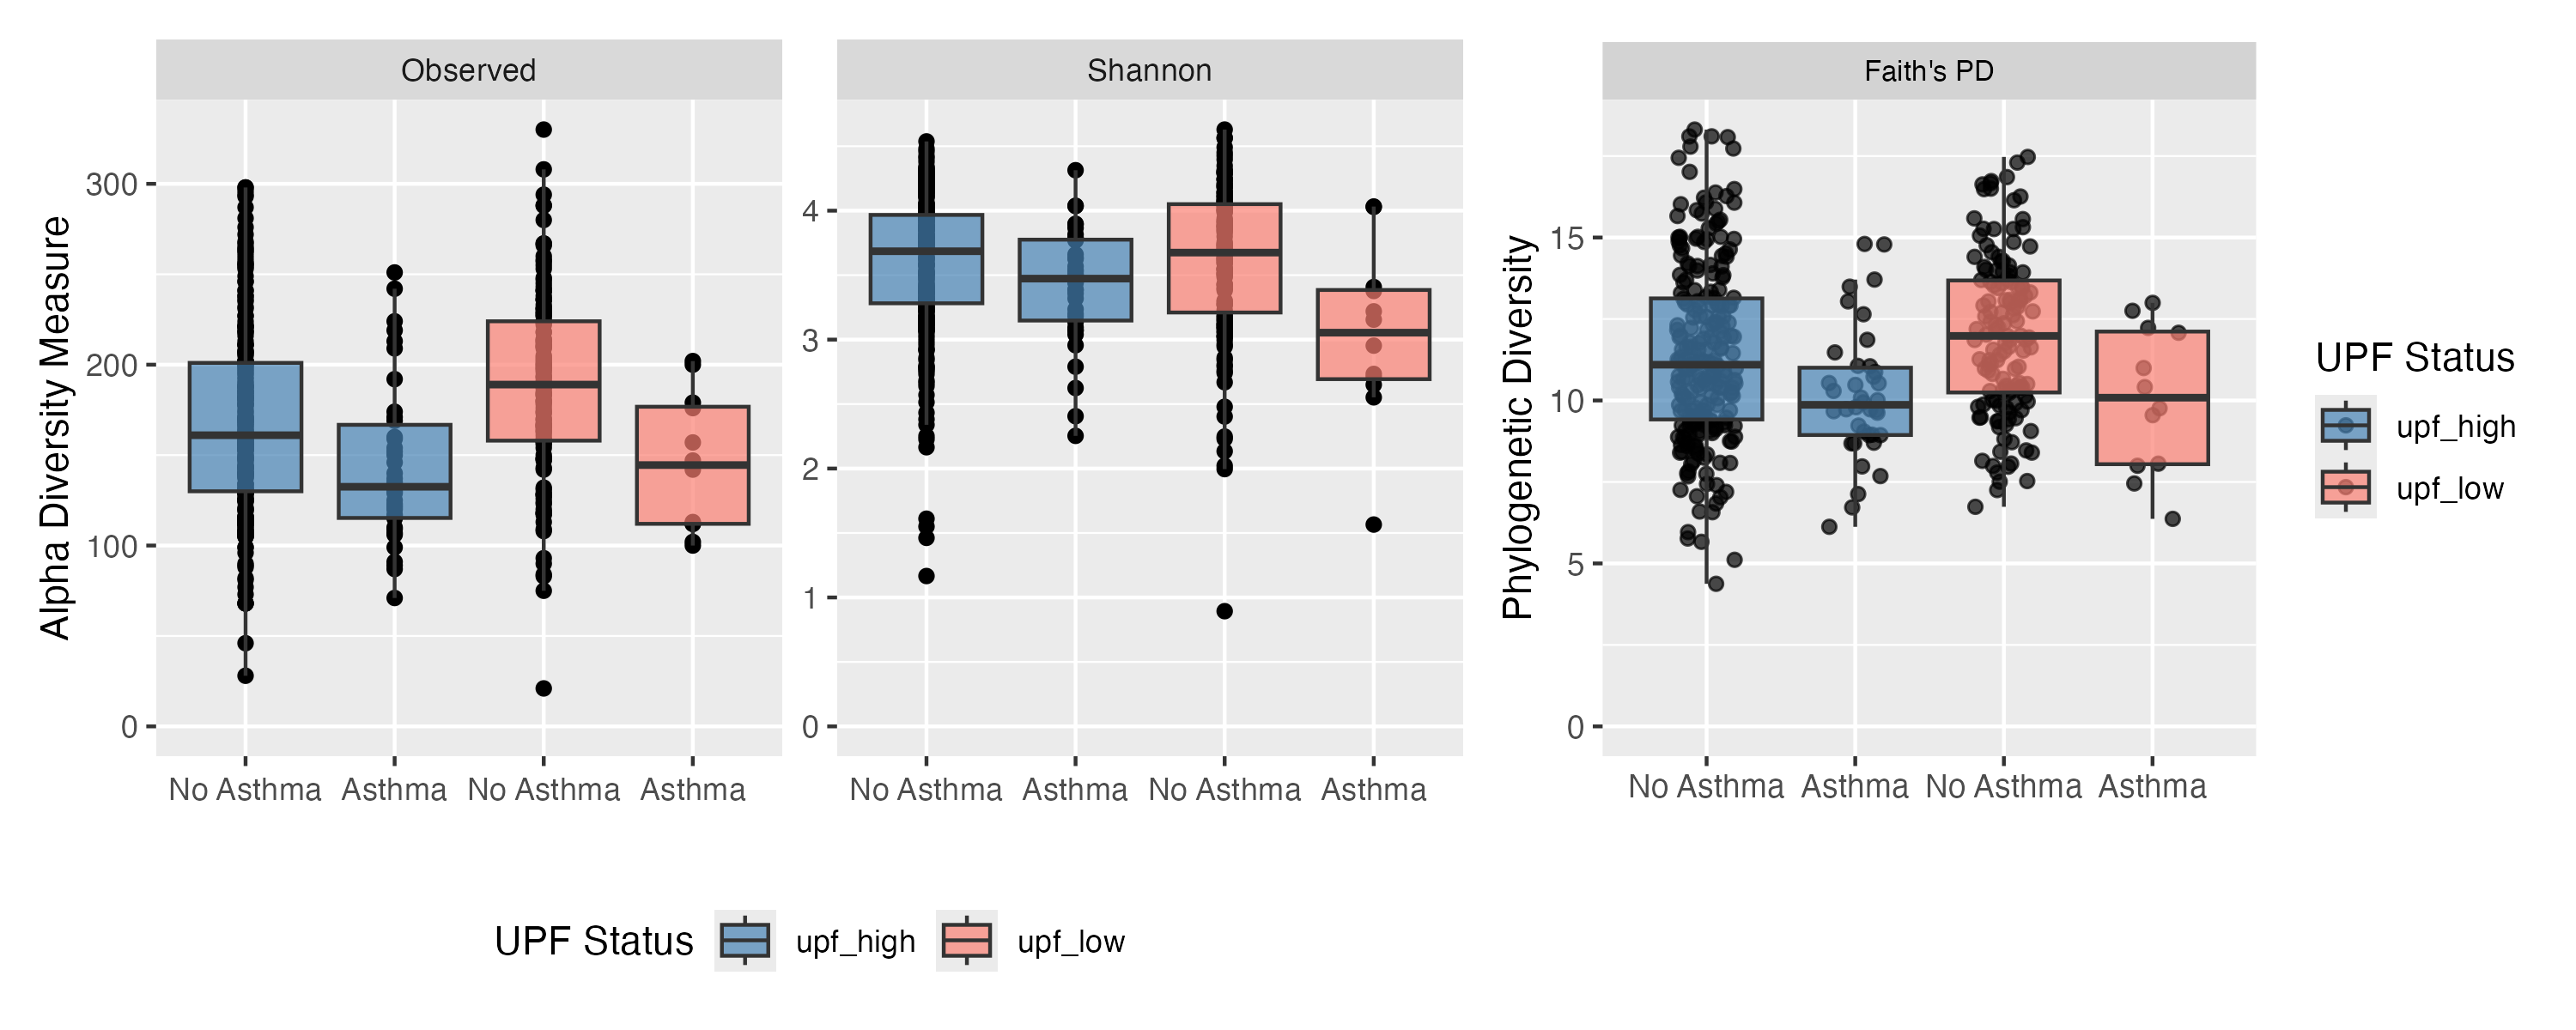 Observed
Shannon
Faith's PD
Alpha Diversity Measure
300
200
100
0
4
3
2
1
0
Phylogenetic Diversity
15
10
5
0
No Asthma Asthma No Asthma Asthma
No Asthma Asthma No Asthma Asthma
No Asthma Asthma No Asthma Asthma
UPF Status
upf_high
upf_low
UPF Status upf_high upf_low